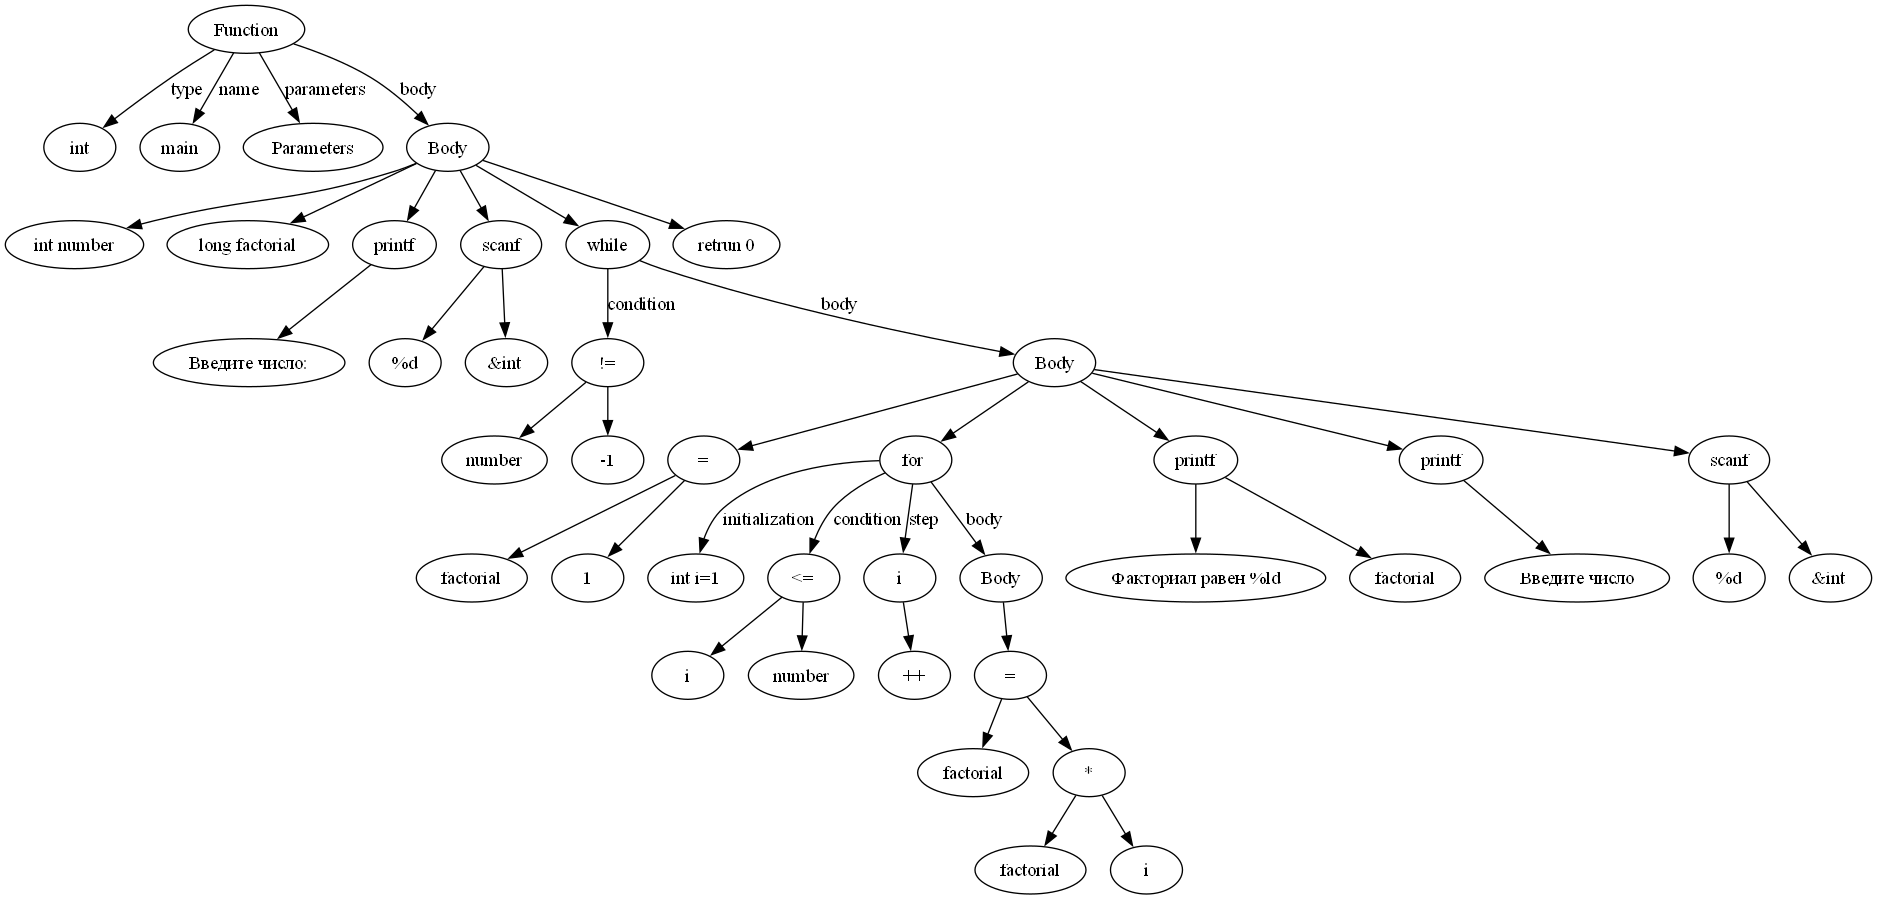 Function
type
name
parameters
body
int
main
Parameters
Body
int number
long factorial
printf
scanf
while
retrun 0
condition
body
Введите число:
%d
&int
!=
Body
number
-1
=
for
printf
printf
scanf
initialization
condition
step
body
factorial
1
int i=1
<=
i
Body
Факториал равен %ld
factorial
Введите число
%d
&int
i
number
++
=
factorial
*
factorial
i